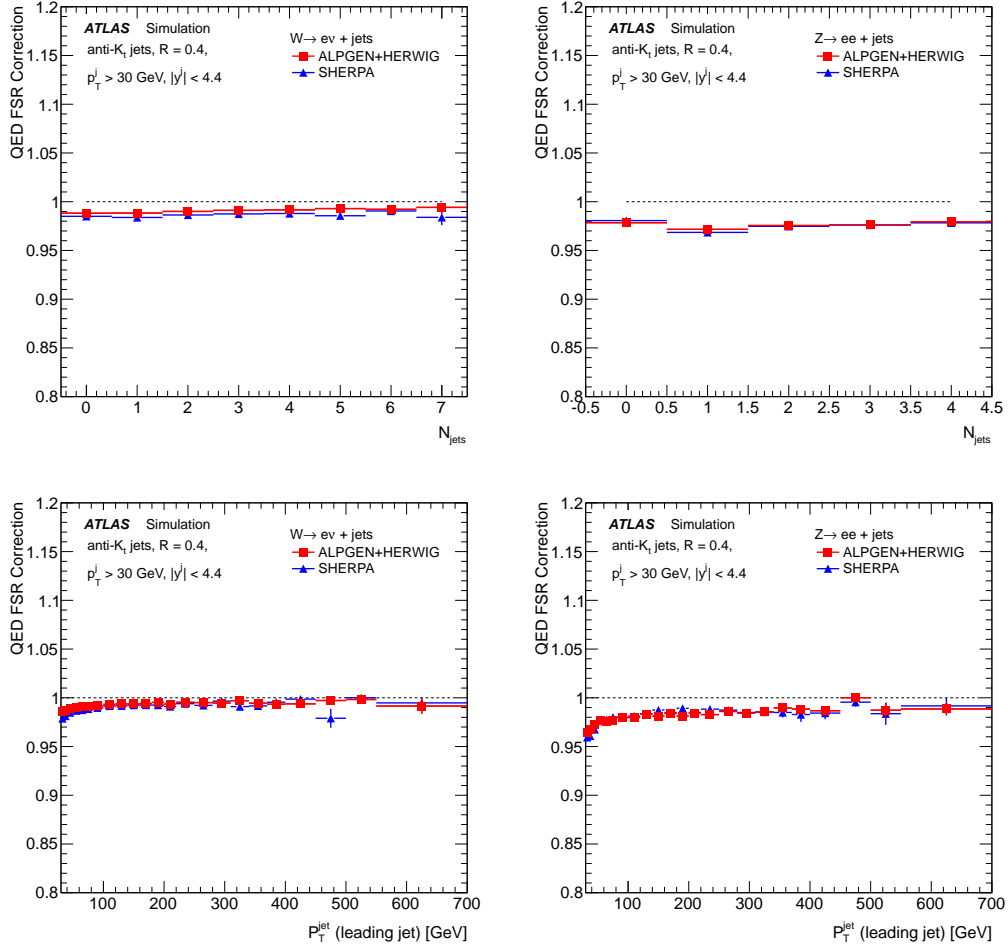 QED FSR Correction
1.2
1.15
1.1
1.05
1
0.95
0.9
0.85
0.8
ATLAS Simulation
anti-K_t jets, R = 0.4,
p_T^j > 30 GeV, |y^j| < 4.4
W→ eν + jets
ALPGEN+HERWIG
SHERPA
0 1 2 3 4 5 6 7
N_jets
QED FSR Correction
1.2
1.15
1.1
1.05
1
0.95
0.9
0.85
0.8
ATLAS Simulation
anti-K_t jets, R = 0.4,
p_T^j > 30 GeV, |y^j| < 4.4
Z→ ee + jets
ALPGEN+HERWIG
SHERPA
-0.5 0 0.5 1 1.5 2 2.5 3 3.5 4 4.5
N_jets
QED FSR Correction
1.2
1.15
1.1
1.05
1
0.95
0.9
0.85
0.8
ATLAS Simulation
anti-K_t jets, R = 0.4,
p_T^j > 30 GeV, |y^j| < 4.4
W→ eν + jets
ALPGEN+HERWIG
SHERPA
100 200 300 400 500 600 700
P_T^jet (leading jet) [GeV]
QED FSR Correction
1.2
1.15
1.1
1.05
1
0.95
0.9
0.85
0.8
ATLAS Simulation
anti-K_t jets, R = 0.4,
p_T^j > 30 GeV, |y^j| < 4.4
Z→ ee + jets
ALPGEN+HERWIG
SHERPA
100 200 300 400 500 600 700
P_T^jet (leading jet) [GeV]